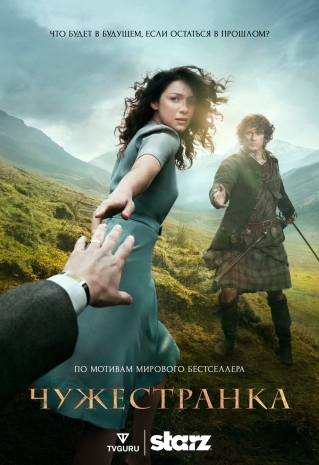 ЧТО БУДЕТ В БУДУЩЕМ, ЕСЛИ ОСТАТЬСЯ В ПРОШЛОМ?
ПО МОТИВАМ МИРОВОГО БЕСТСЕЛЛЕРА
ЧУЖЕСТРАНКА
TVGURU starz